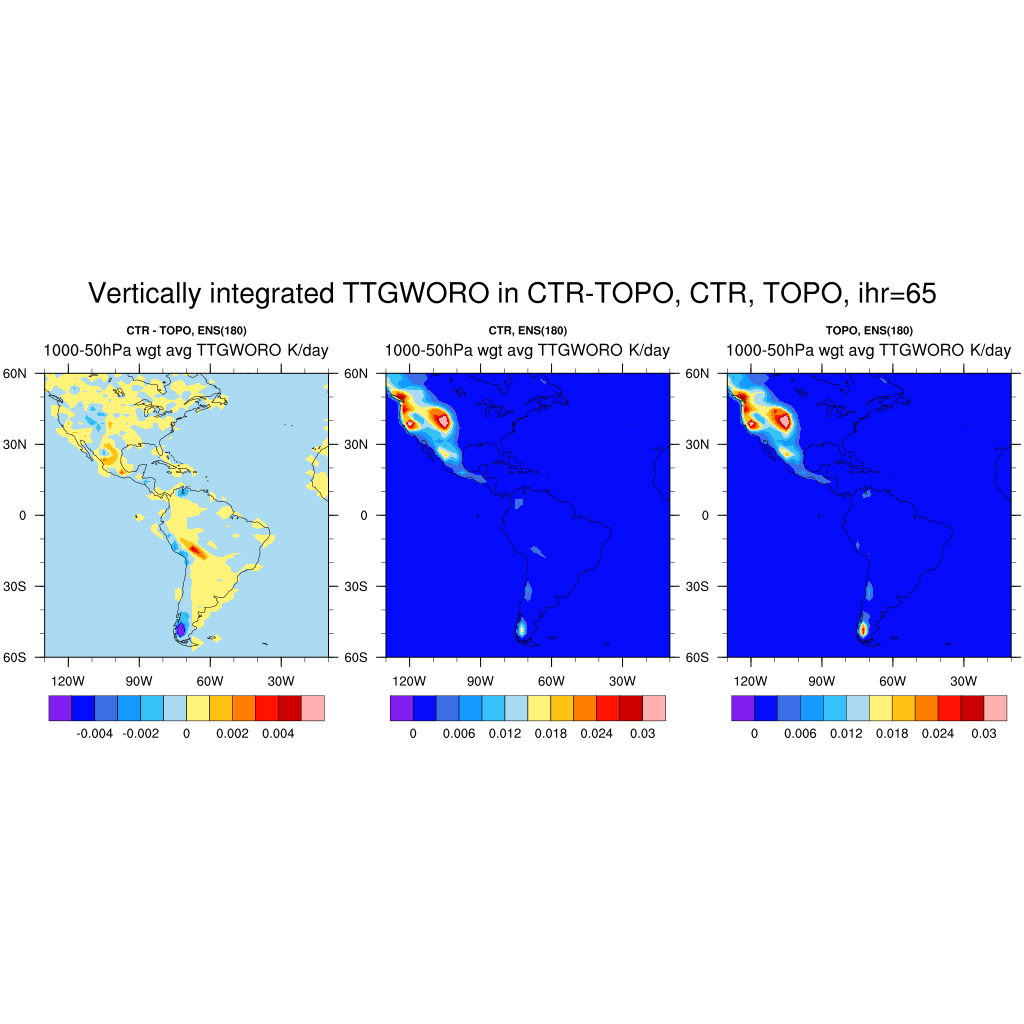 Vertically integrated TTGWORO in CTR-TOPO, CTR, TOPO, ihr=65
CTR - TOPO, ENS(180)
1000-50hPa wgt avg TTGWORO K/day
60N
30N
0
30S
60S
120W 90W 60W 30W
-0.004 -0.002 0 0.002 0.004
CTR, ENS(180)
1000-50hPa wgt avg TTGWORO K/day
60N
30N
0
30S
60S
120W 90W 60W 30W
0 0.006 0.012 0.018 0.024 0.03
TOPO, ENS(180)
1000-50hPa wgt avg TTGWORO K/day
60N
30N
0
30S
60S
120W 90W 60W 30W
0 0.006 0.012 0.018 0.024 0.03